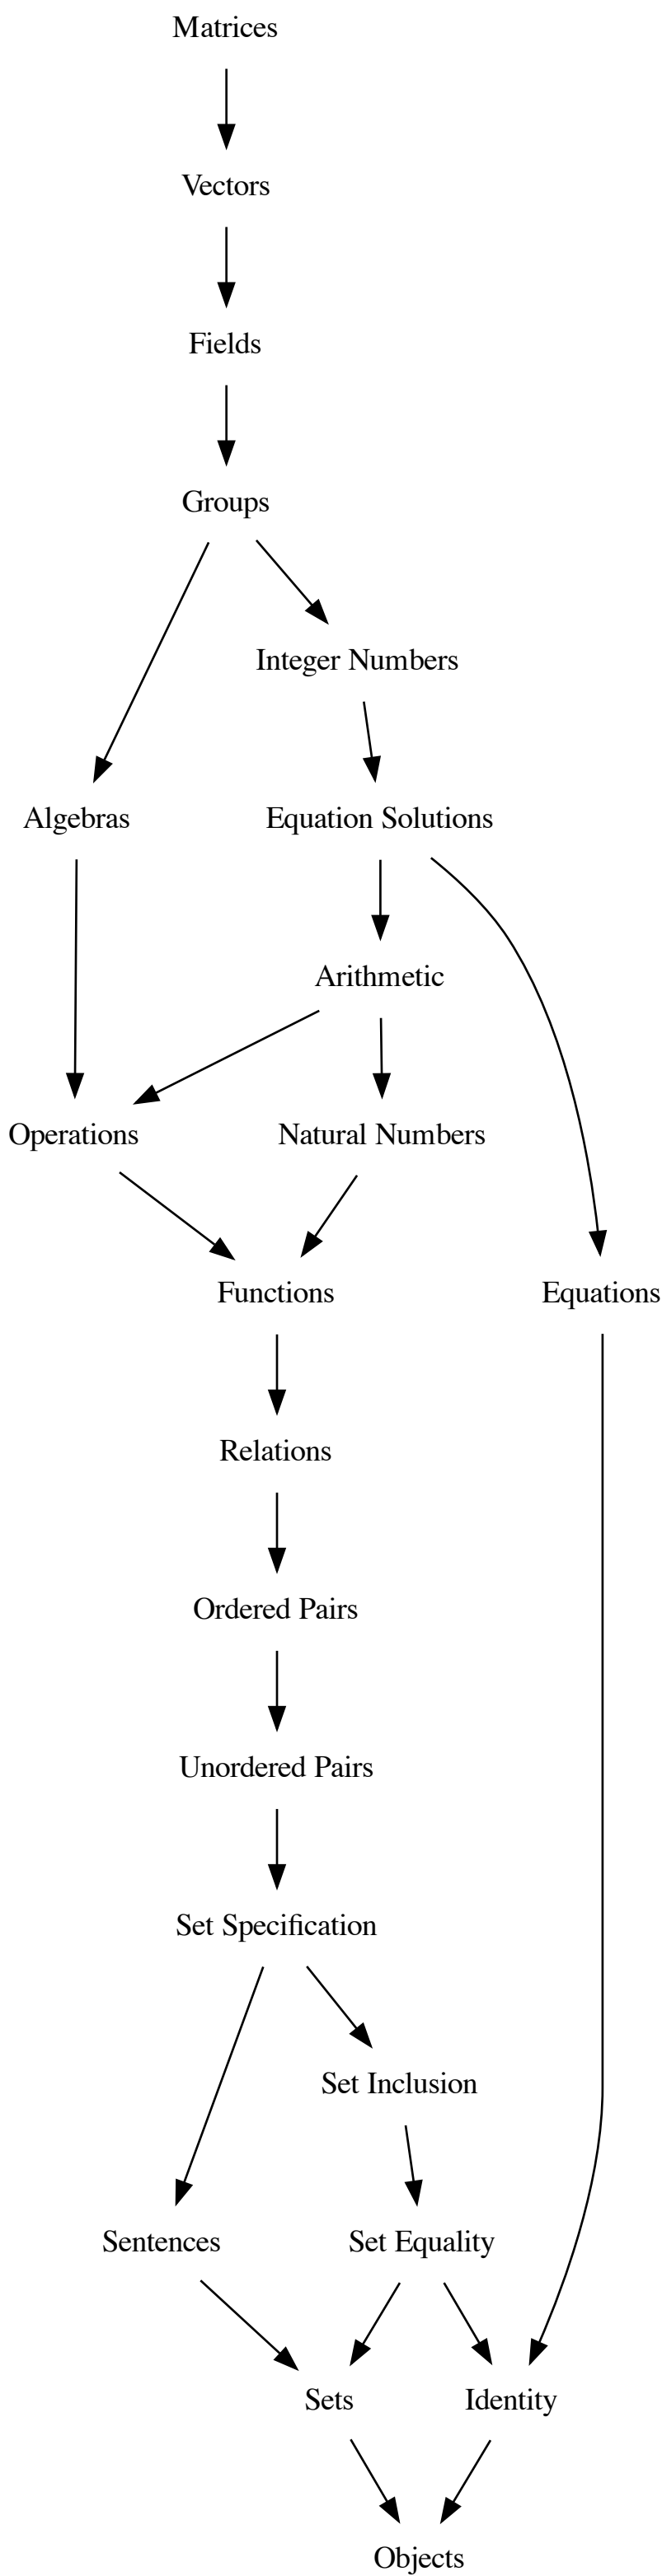 Matrices
Vectors
Fields
Groups
Integer Numbers
Algebras
Equation Solutions
Arithmetic
Operations
Natural Numbers
Functions
Equations
Relations
Ordered Pairs
Unordered Pairs
Set Specification
Set Inclusion
Sentences
Set Equality
Sets
Identity
Objects